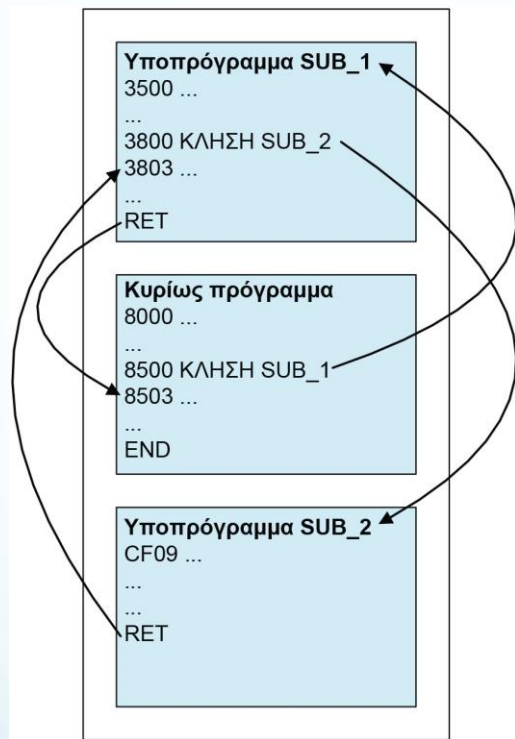 Υποπρόγραμμα SUB_1
3500 ...
...
3800 ΚΛΗΣΗ SUB_2
3803 ...
...
RET
Κυρίως πρόγραμμα
8000 ...
...
8500 ΚΛΗΣΗ SUB_1
8503 ...
...
END
Υποπρόγραμμα SUB_2
CF09 ...
...
...
RET